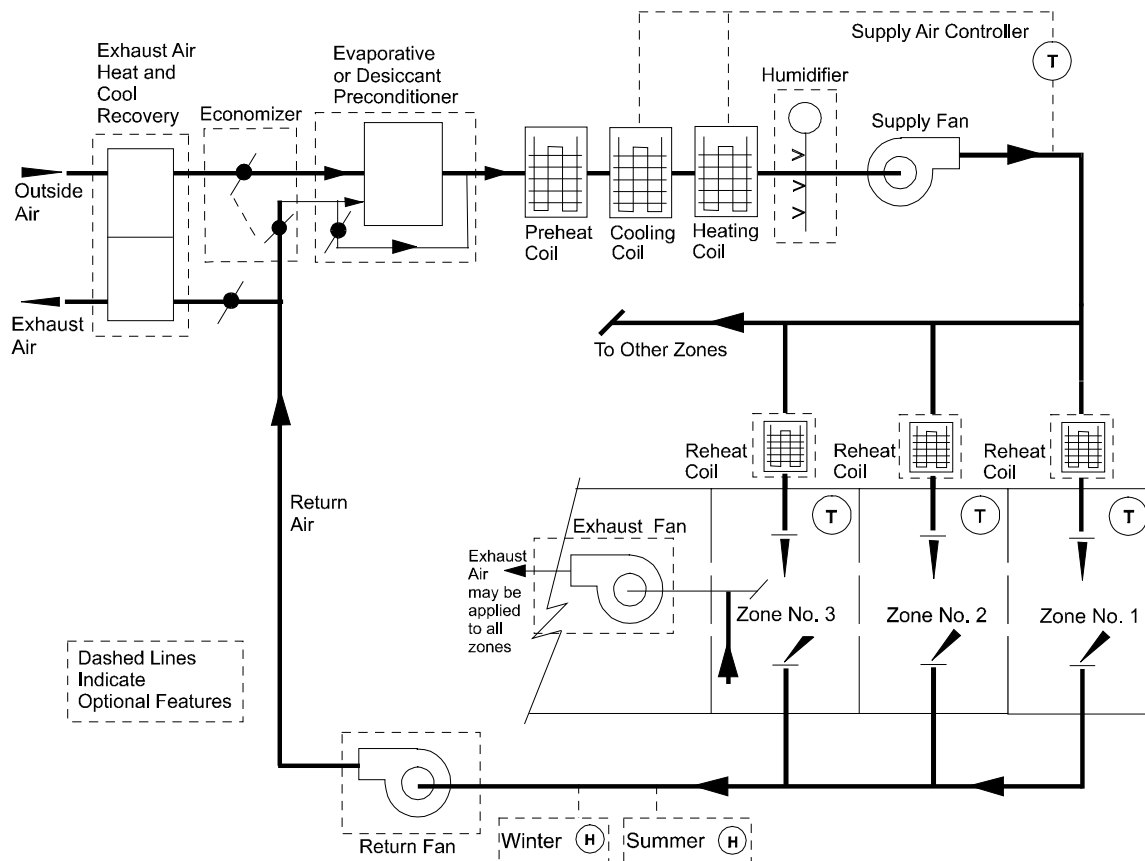 Exhaust Air
Heat and
Cool
Recovery
Economizer
Evaporative
or Desiccant
Preconditioner
Supply Air Controller
T
Humidifier
Supply Fan
Outside
Air
Preheat
Coil
Cooling
Coil
Heating
Coil
Exhaust
Air
To Other Zones
Reheat
Coil
Reheat
Coil
Reheat
Coil
Return
Air
T
T
T
Exhaust Fan
Exhaust
Air
may be
applied
to all
zones
Zone No. 3
Zone No. 2
Zone No. 1
Dashed Lines
Indicate
Optional Features
Return Fan
Winter H
Summer H